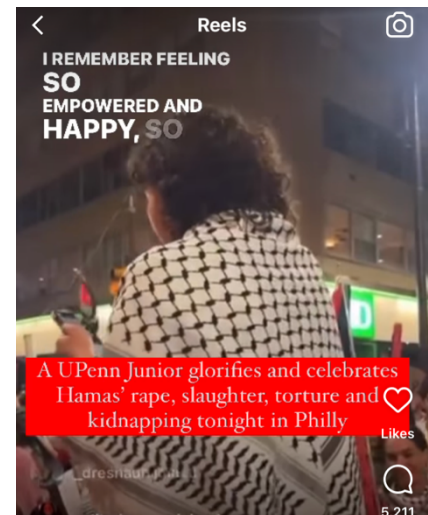 Reels
I REMEMBER FEELING
SO
EMPOWERED AND
HAPPY, SO
D
A UPenn Junior glorifies and celebrates
Hamas' rape, slaughter, torture and
kidnapping tonight in Philly
Likes
5,211